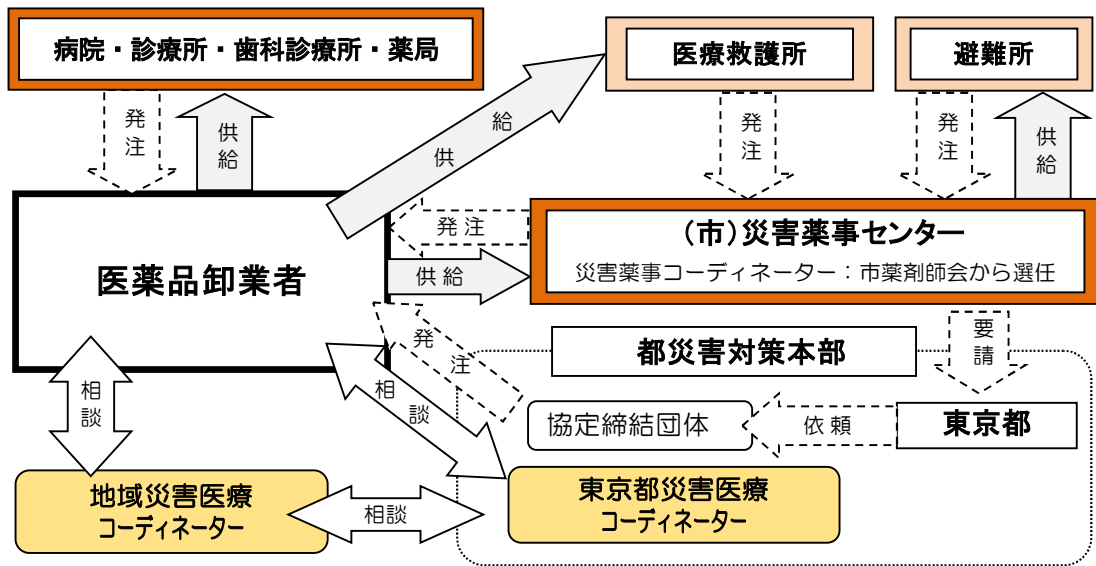 病院・診療所・歯科診療所・薬局
医療救護所
避難所
発注
供給
供給
発注
発注
供給
医薬品卸業者
発注
供給
（市）災害薬事センター
災害薬事コーディネーター：市薬剤師会から選任
発注
要請
都災害対策本部
相談
相談
協定締結団体
依頼
東京都
地域災害医療
コーディネーター
相談
東京都災害医療
コーディネーター